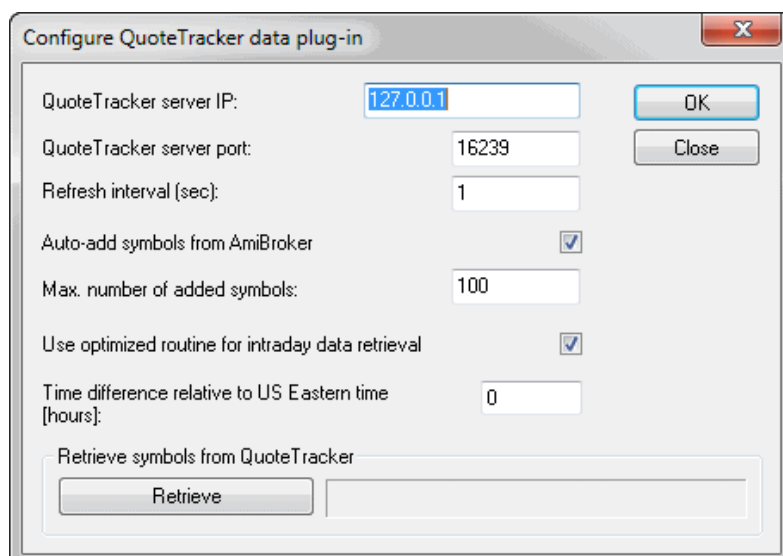 Configure QuoteTracker data plug-in
QuoteTracker server IP: 127.0.0.1 OK
QuoteTracker server port: 16239 Close
Refresh interval (sec): 1
Auto-add symbols from AmiBroker
Max. number of added symbols: 100
Use optimized routine for intraday data retrieval
Time difference relative to US Eastern time 0
[hours]:
Retrieve symbols from QuoteTracker
Retrieve